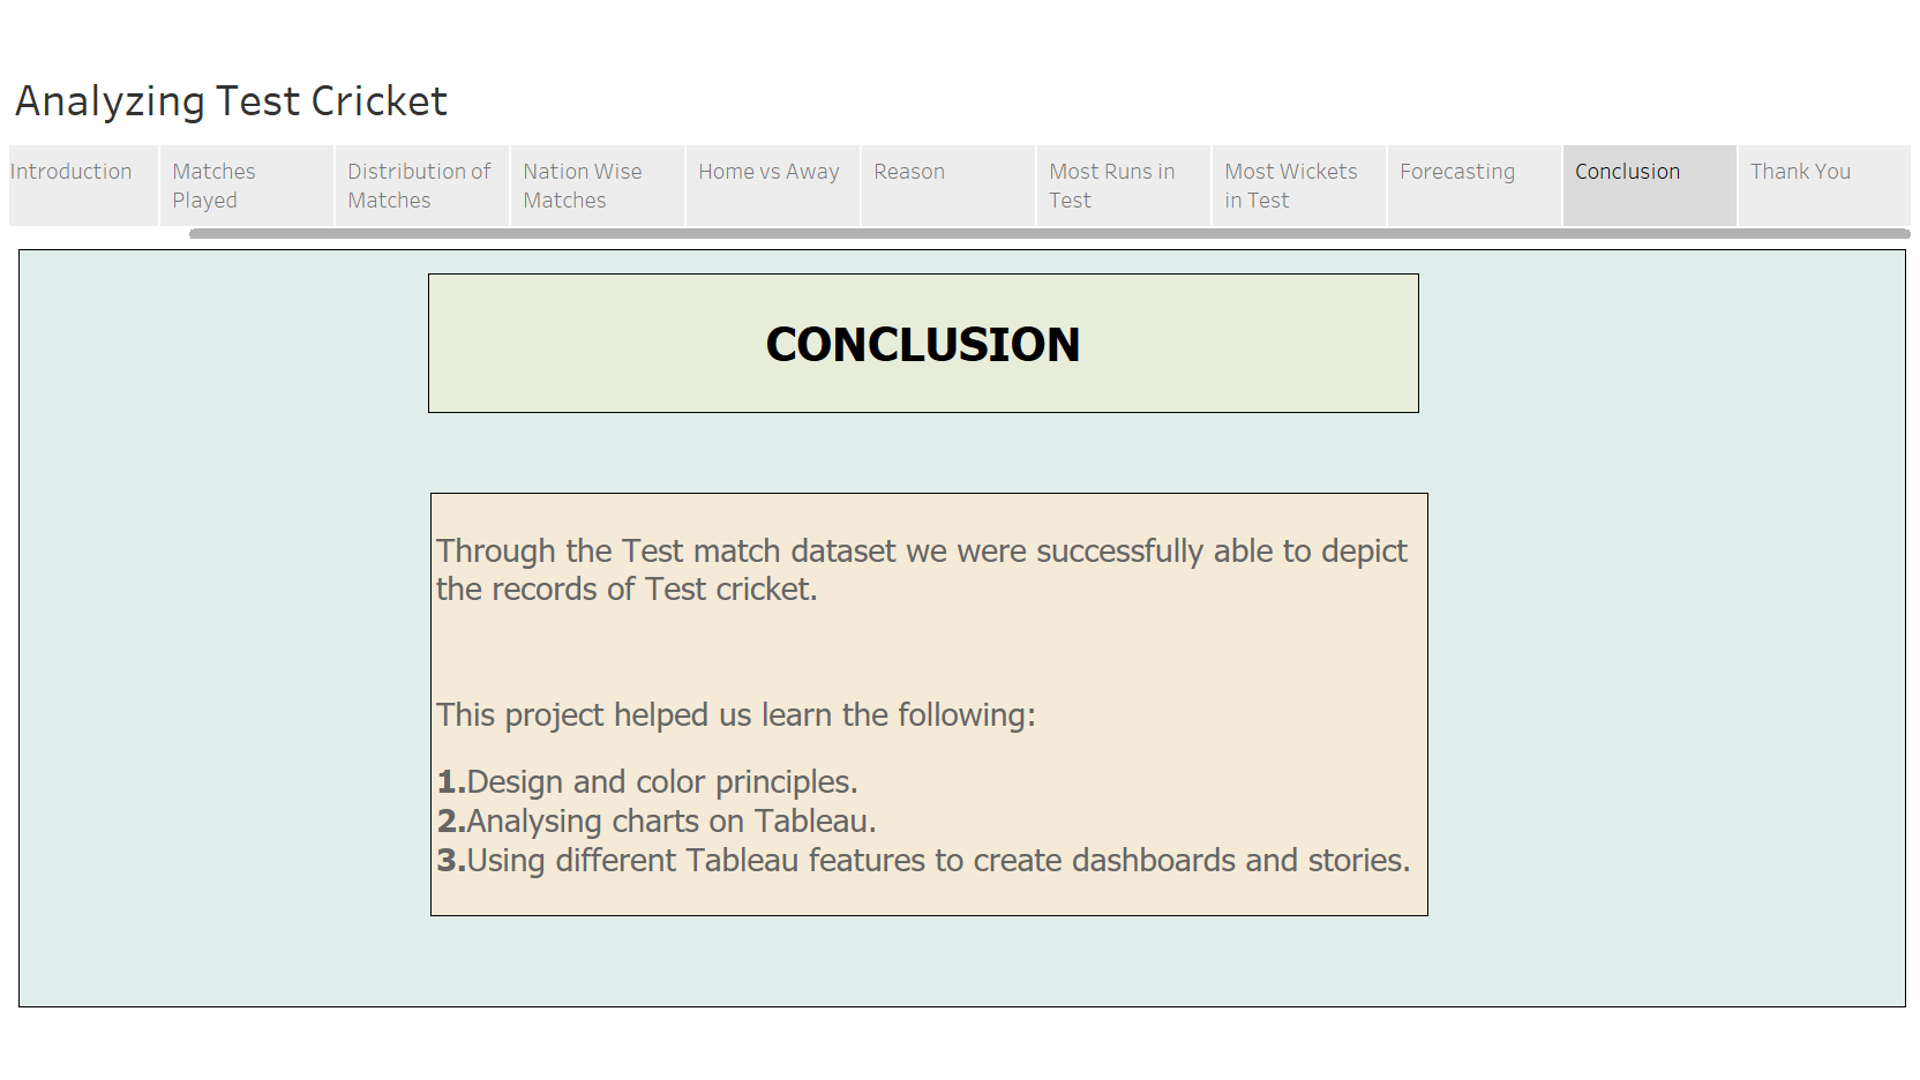 Analyzing Test Cricket
Introduction
Matches
Played
Distribution of
Matches
Nation Wise
Matches
Home vs Away
Reason
Most Runs in
Test
Most Wickets
in Test
Forecasting
Conclusion
Thank You
CONCLUSION
Through the Test match dataset we were successfully able to depict
the records of Test cricket.
This project helped us learn the following:
1.Design and color principles.
2.Analysing charts on Tableau.
3.Using different Tableau features to create dashboards and stories.